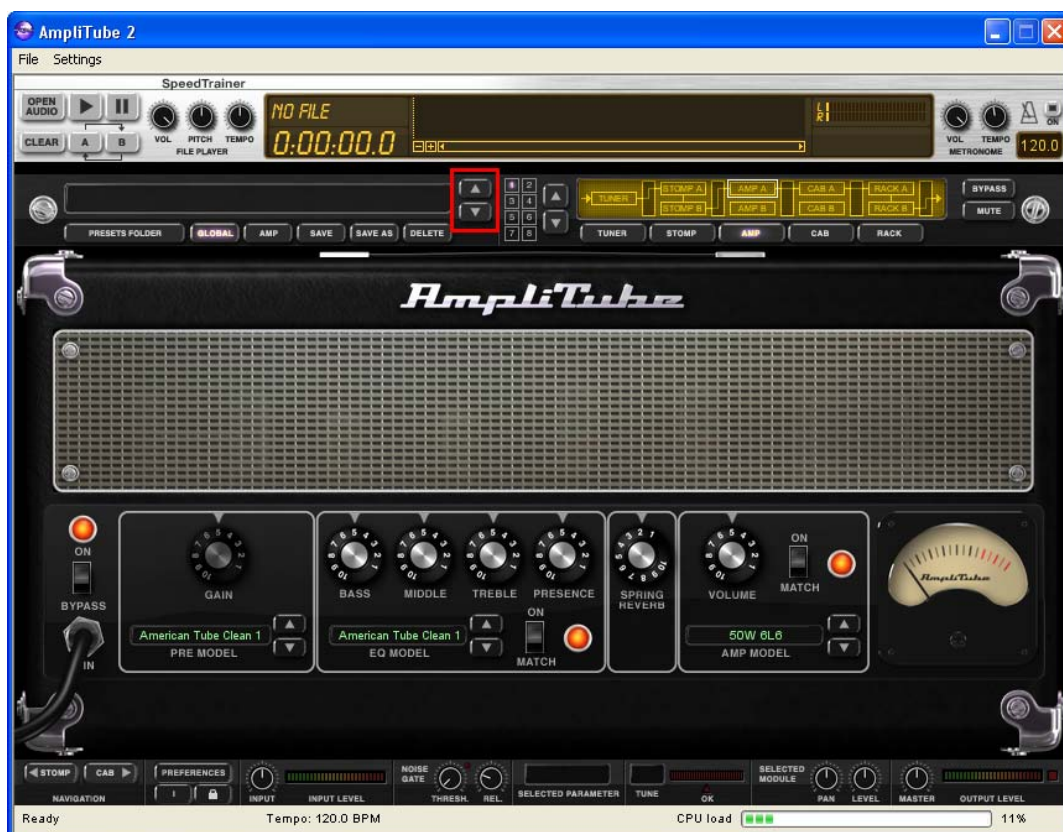 AmpliTube 2
File Settings
SpeedTrainer
OPEN AUDIO
CLEAR A B
VOL PITCH TEMPO
FILE PLAYER
NO FILE
0:00:00.0
L
R
VOL TEMPO
METRONOME
ON
120.0
1 2
3 4
5 6
7 8
TUNER STOMP A AMP A CAB A RACK A
STOMP B AMP B CAB B RACK B
BYPASS
MUTE
PRESETS FOLDER GLOBAL AMP SAVE SAVE AS DELETE
TUNER STOMP AMP CAB RACK
AmpliTube
ON
BYPASS
IN
GAIN
American Tube Clean 1
PRE MODEL
BASS MIDDLE TREBLE PRESENCE
American Tube Clean 1
EQ MODEL
ON
MATCH
SPRING
REVERB
VOLUME
ON
MATCH
50W 6L6
AMP MODEL
AmpliTube
STOMP CAB
NAVIGATION
PREFERENCES
INPUT INPUT LEVEL
NOISE
GATE
THRESH. REL.
SELECTED PARAMETER
TUNE OK
SELECTED
MODULE
PAN LEVEL
MASTER OUTPUT LEVEL
Ready Tempo: 120.0 BPM CPU load 11%